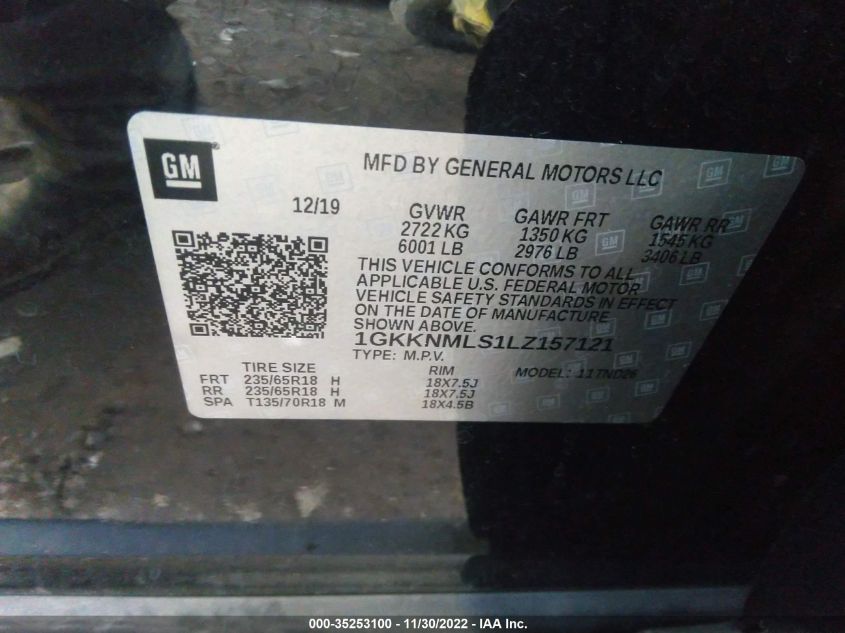 GM
MFD BY GENERAL MOTORS LLC
12/19
GVWR GAWR FRT GAWR RR
2722 KG 1350 KG 1545 KG
6001 LB 2976 LB 3406 LB
THIS VEHICLE CONFORMS TO ALL
APPLICABLE U.S. FEDERAL MOTOR
VEHICLE SAFETY STANDARDS IN EFFECT
ON THE DATE OF MANUFACTURE
SHOWN ABOVE.
1GKKNMLS1LZ157121
TYPE: M.P.V.
TIRE SIZE RIM MODEL: 11TND26
FRT 235/65R18 H 18X7.5J
RR 235/65R18 H 18X7.5J
SPA T135/70R18 M 18X4.5B
000-35253100 - 11/30/2022 - IAA Inc.